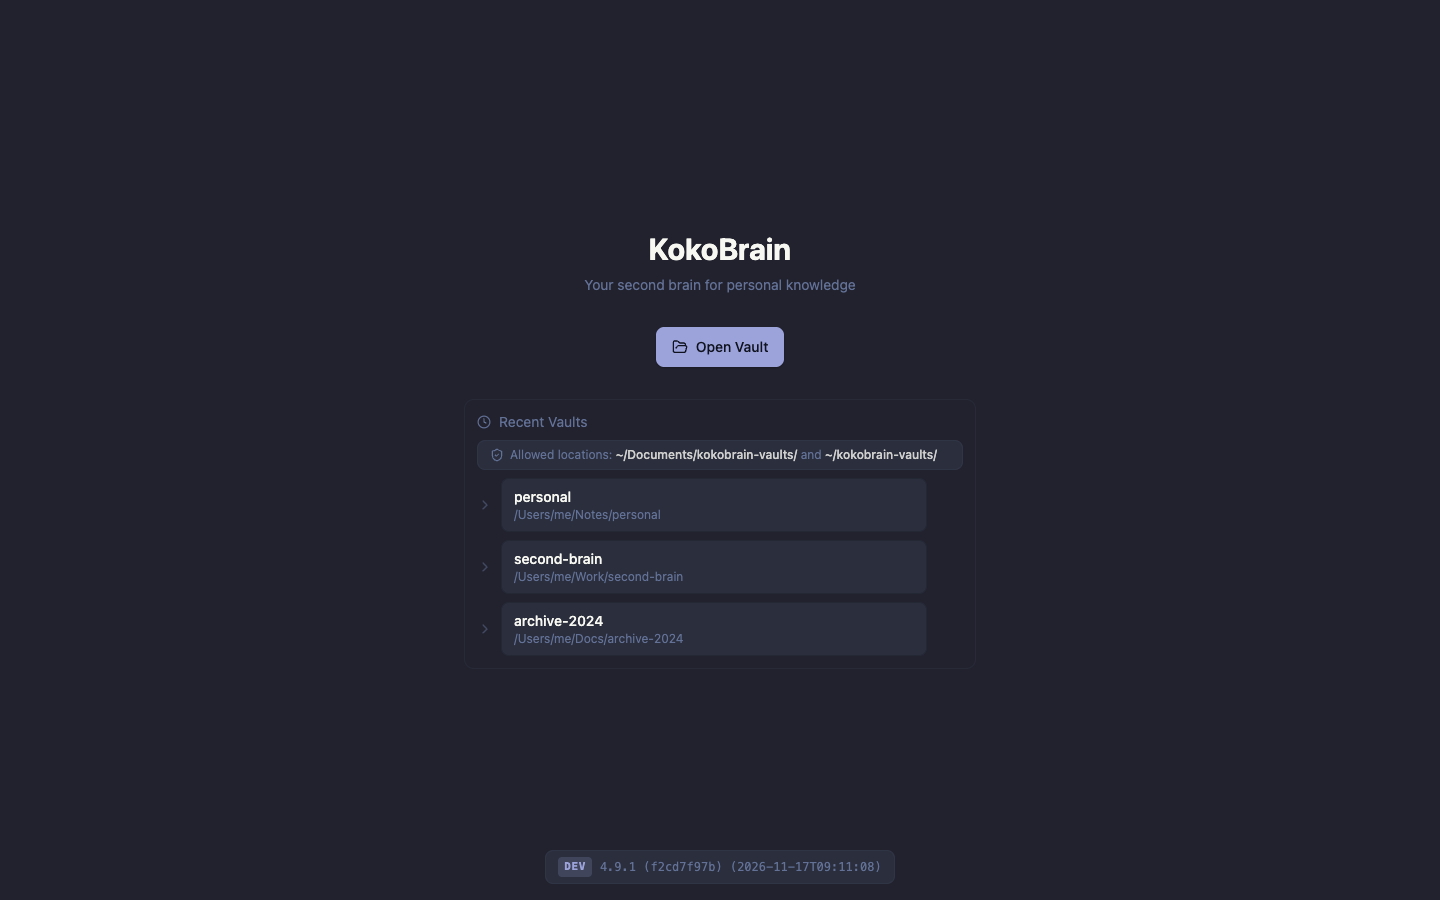 KokoBrain
Your second brain for personal knowledge
Open Vault
Recent Vaults
Allowed locations: ~/Documents/kokobrain-vaults/ and ~/kokobrain-vaults/
personal
/Users/me/Notes/personal
second-brain
/Users/me/Work/second-brain
archive-2024
/Users/me/Docs/archive-2024
DEV 4.9.1 (f2cd7f97b) (2026-11-17T09:11:08)